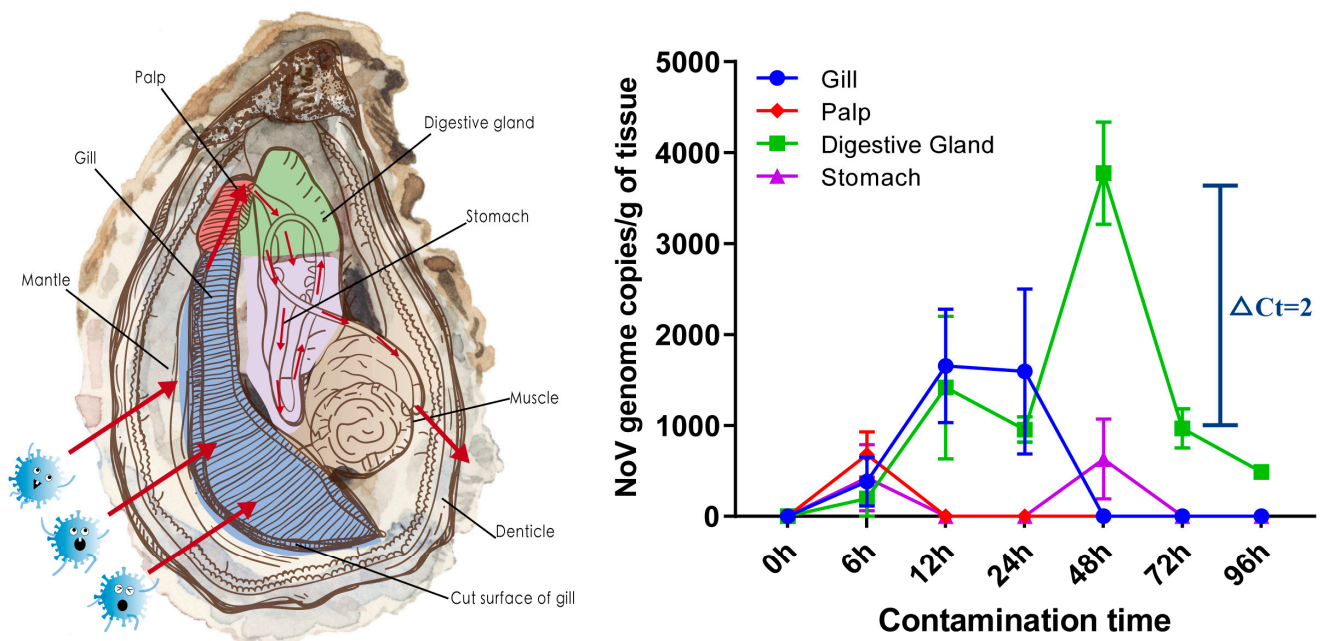 Palp
Gill
Mantle
Digestive gland
Stomach
Muscle
Denticle
Cut surface of gill
NoV genome copies/g of tissue
5000
4000
3000
2000
1000
0
Gill
Palp
Digestive Gland
Stomach
△Ct=2
0h
6h
12h
24h
48h
72h
96h
Contamination time